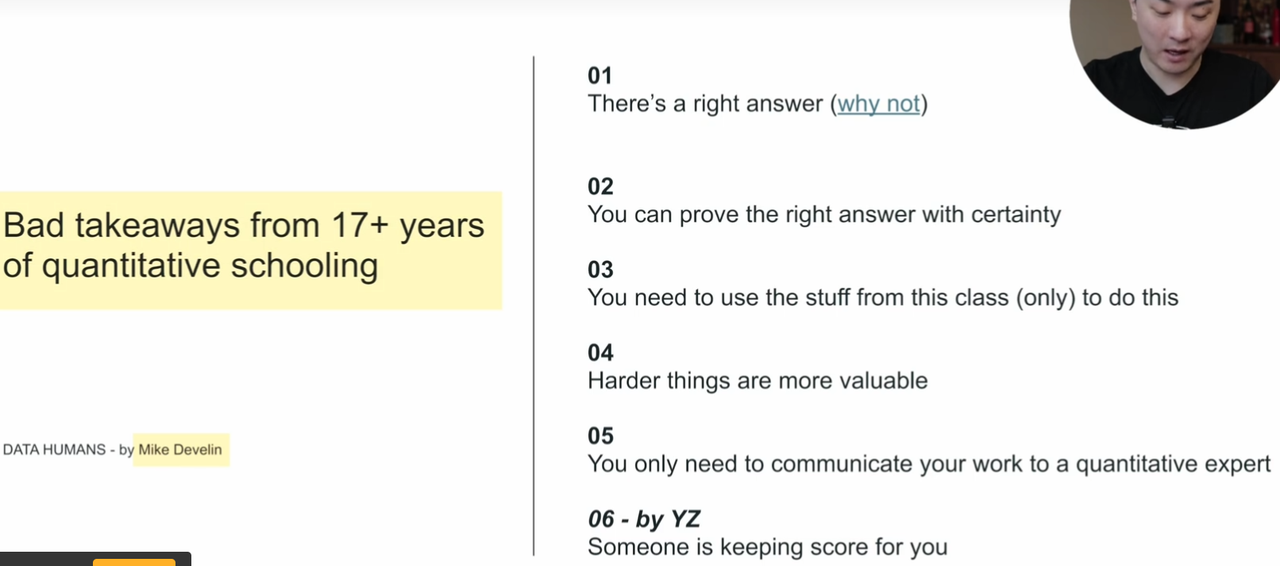 Bad takeaways from 17+ years
of quantitative schooling
DATA HUMANS - by Mike Develin
01
There's a right answer (why not)
02
You can prove the right answer with certainty
03
You need to use the stuff from this class (only) to do this
04
Harder things are more valuable
05
You only need to communicate your work to a quantitative expert
06 - by YZ
Someone is keeping score for you